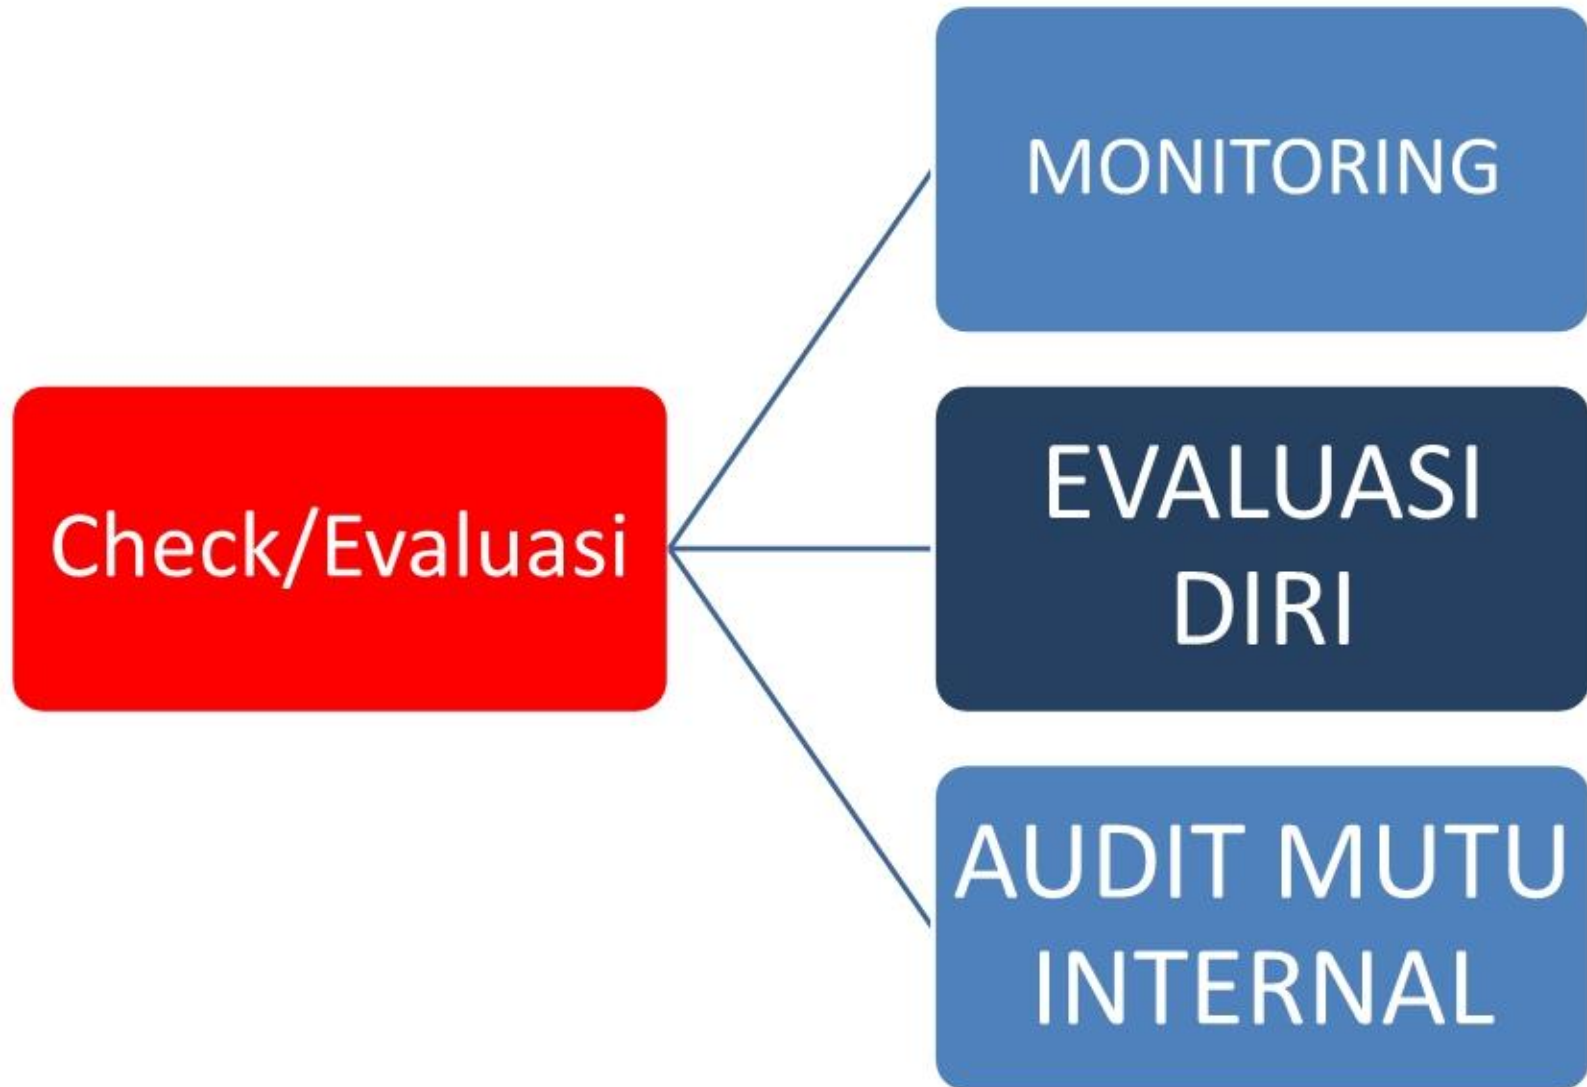 MONITORING
Check/Evaluasi
EVALUASI
DIRI
AUDIT MUTU
INTERNAL